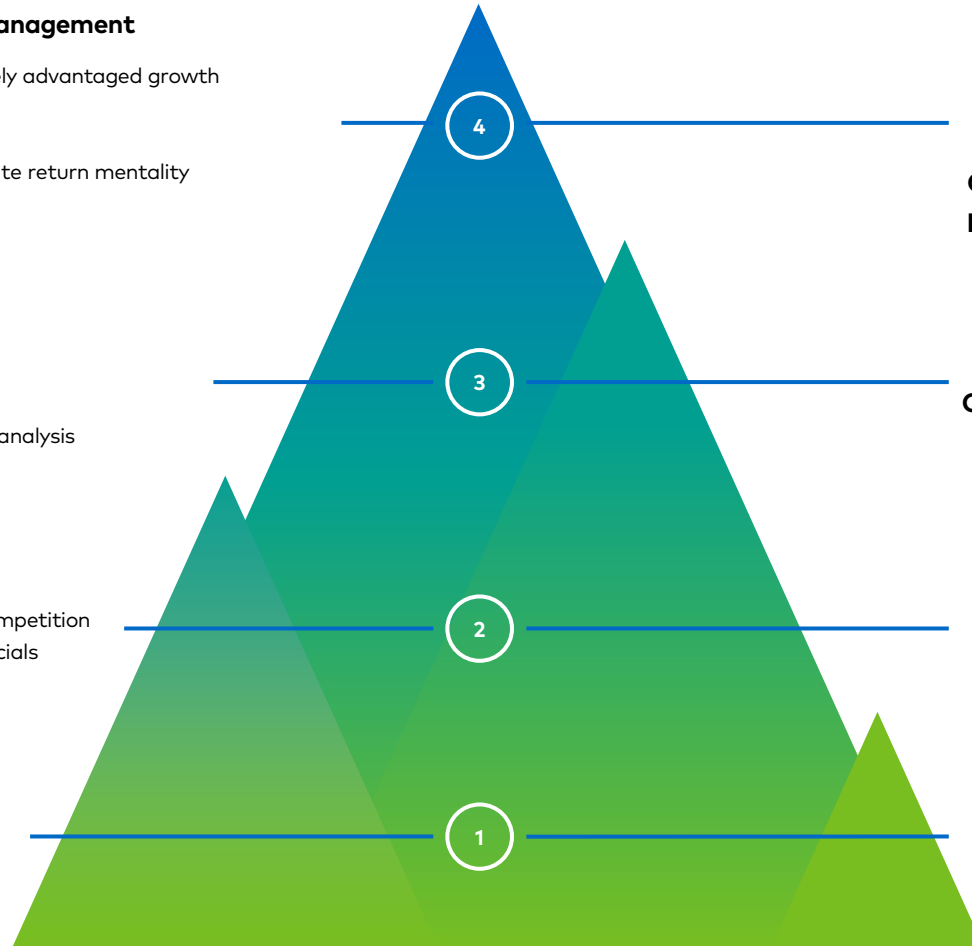 anagement
ly advantaged growth
4
te return mentality
3
analysis
mpetition
2
cials
1